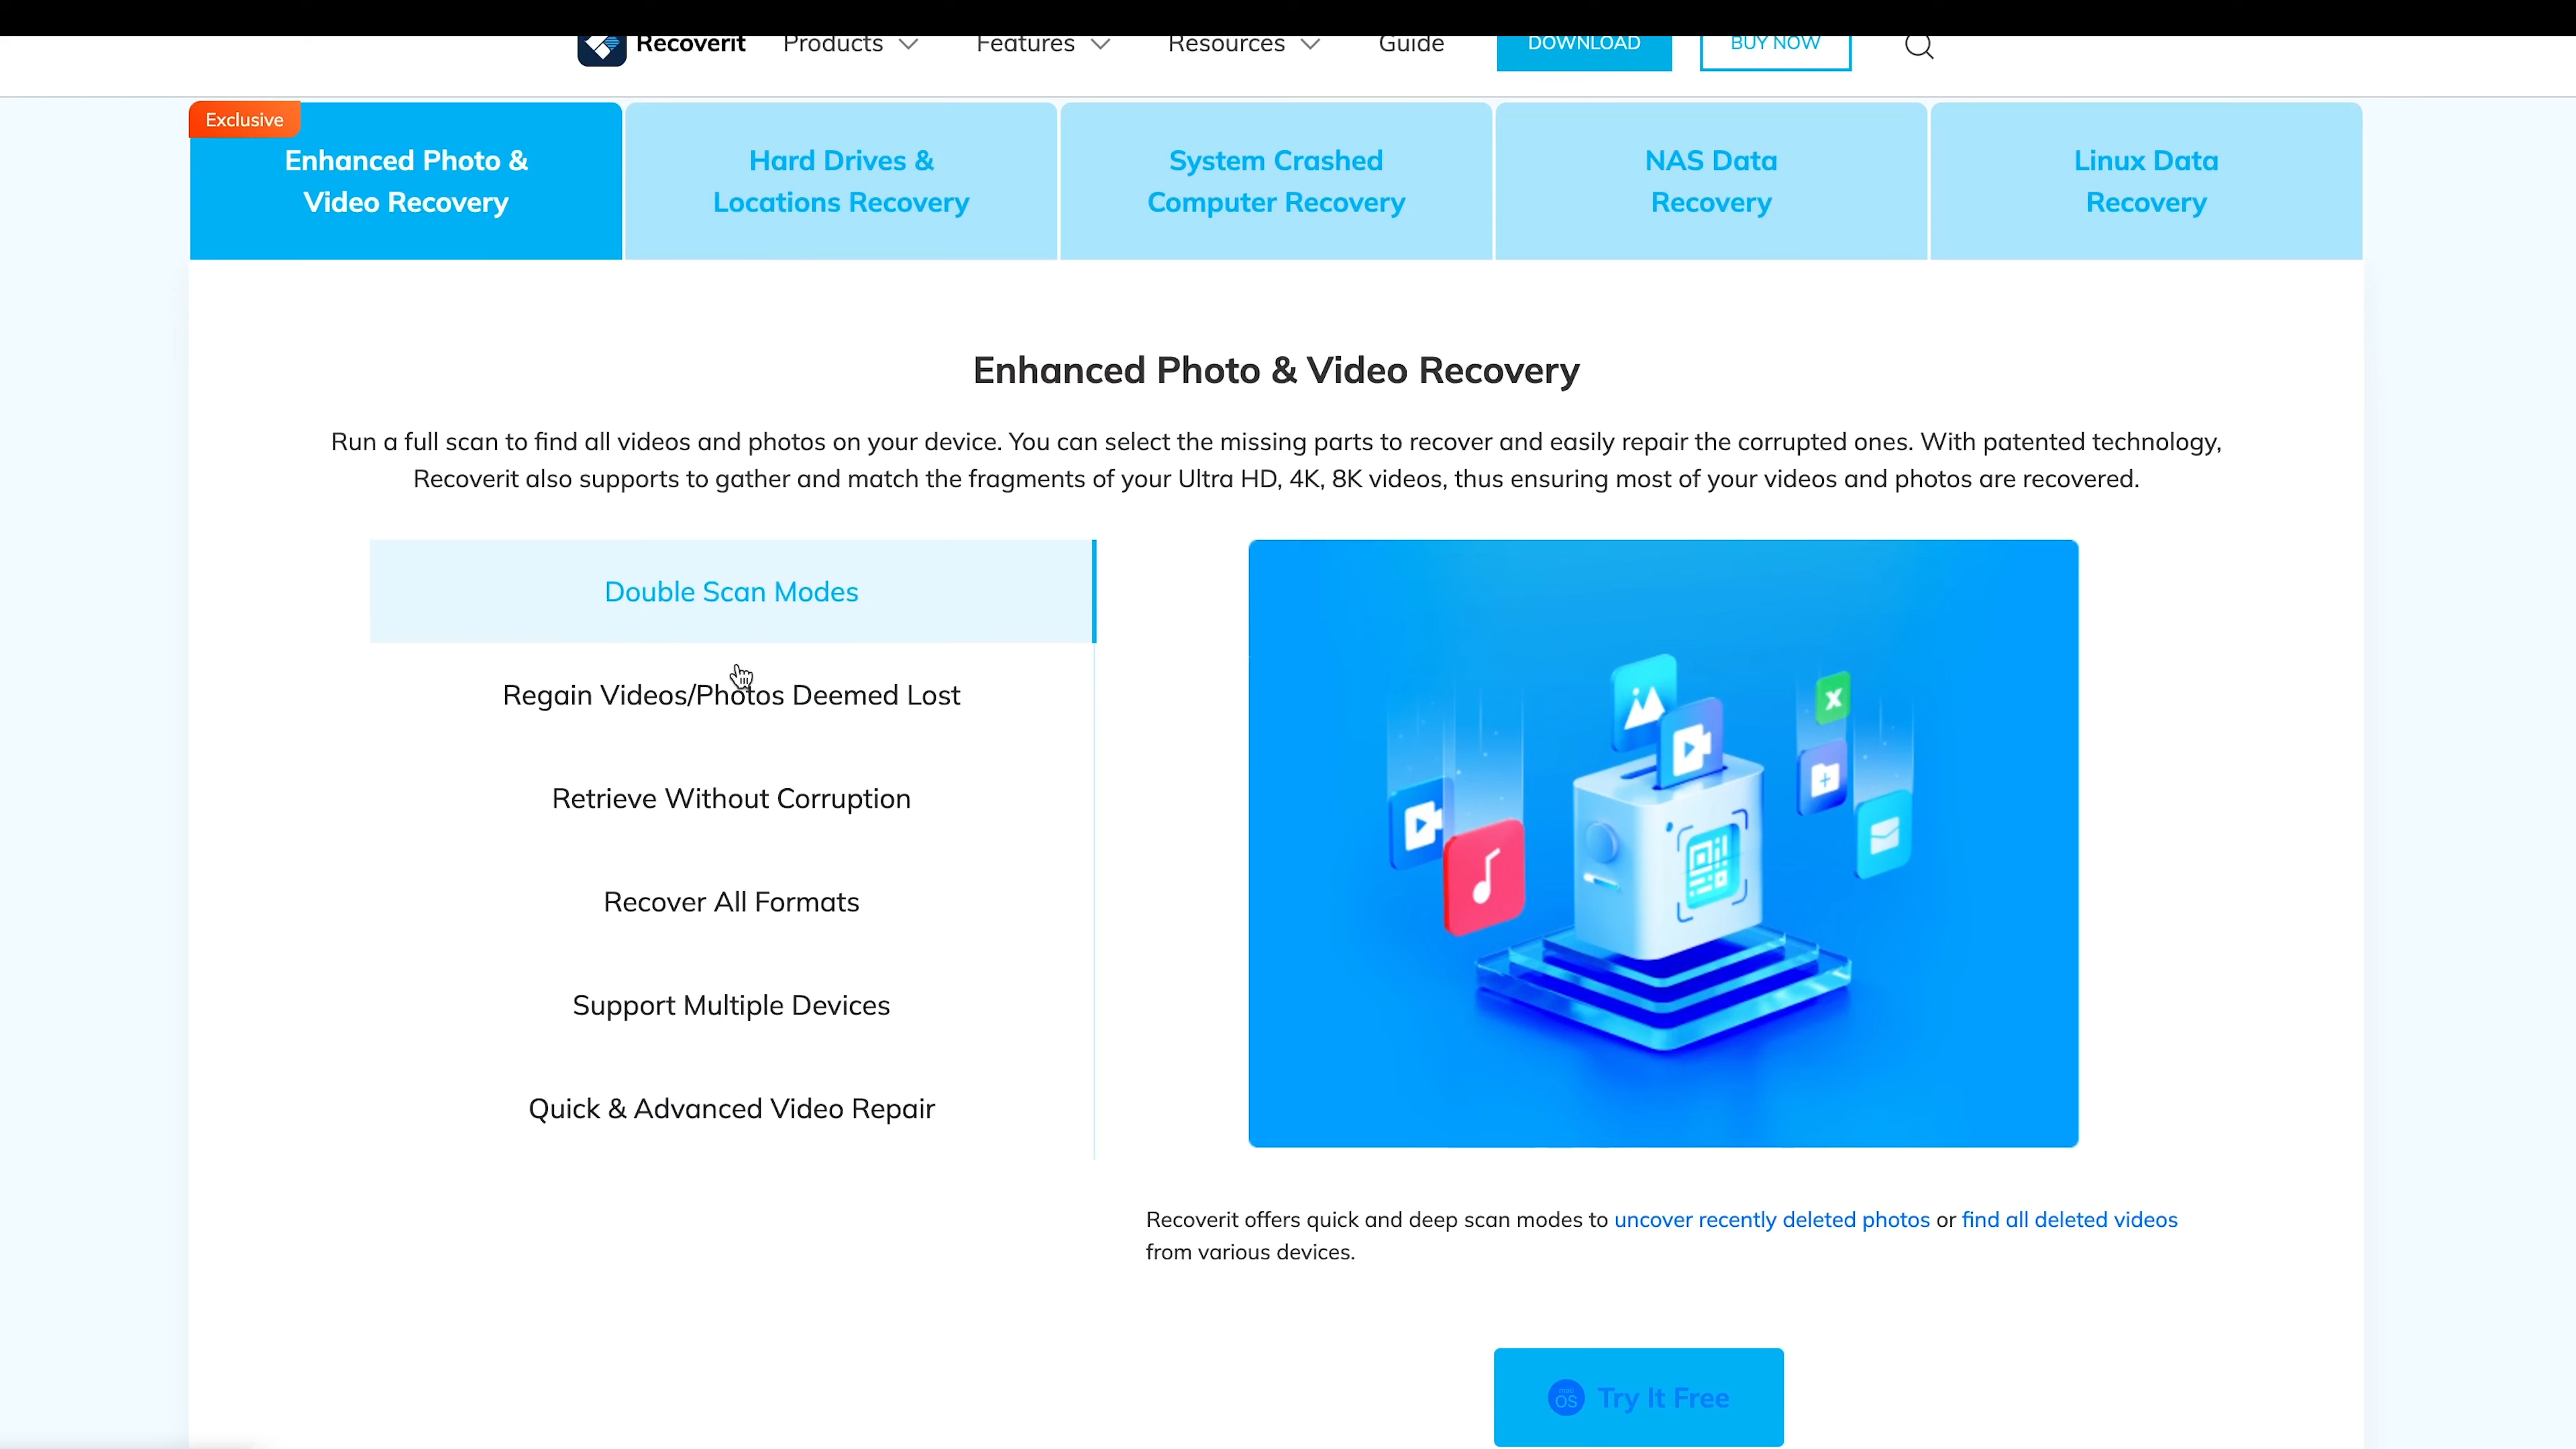 Recoverit Products Features Resources Guide DOWNLOAD BUY NOW
Exclusive
Enhanced Photo &
Video Recovery
Hard Drives &
Locations Recovery
System Crashed
Computer Recovery
NAS Data
Recovery
Linux Data
Recovery
Enhanced Photo & Video Recovery
Run a full scan to find all videos and photos on your device. You can select the missing parts to recover and easily repair the corrupted ones. With patented technology,
Recoverit also supports to gather and match the fragments of your Ultra HD, 4K, 8K videos, thus ensuring most of your videos and photos are recovered.
Double Scan Modes
Regain Videos/Photos Deemed Lost
Retrieve Without Corruption
Recover All Formats
Support Multiple Devices
Quick & Advanced Video Repair
X
Recoverit offers quick and deep scan modes to uncover recently deleted photos or find all deleted videos
from various devices.
mac
OS
Try It Free